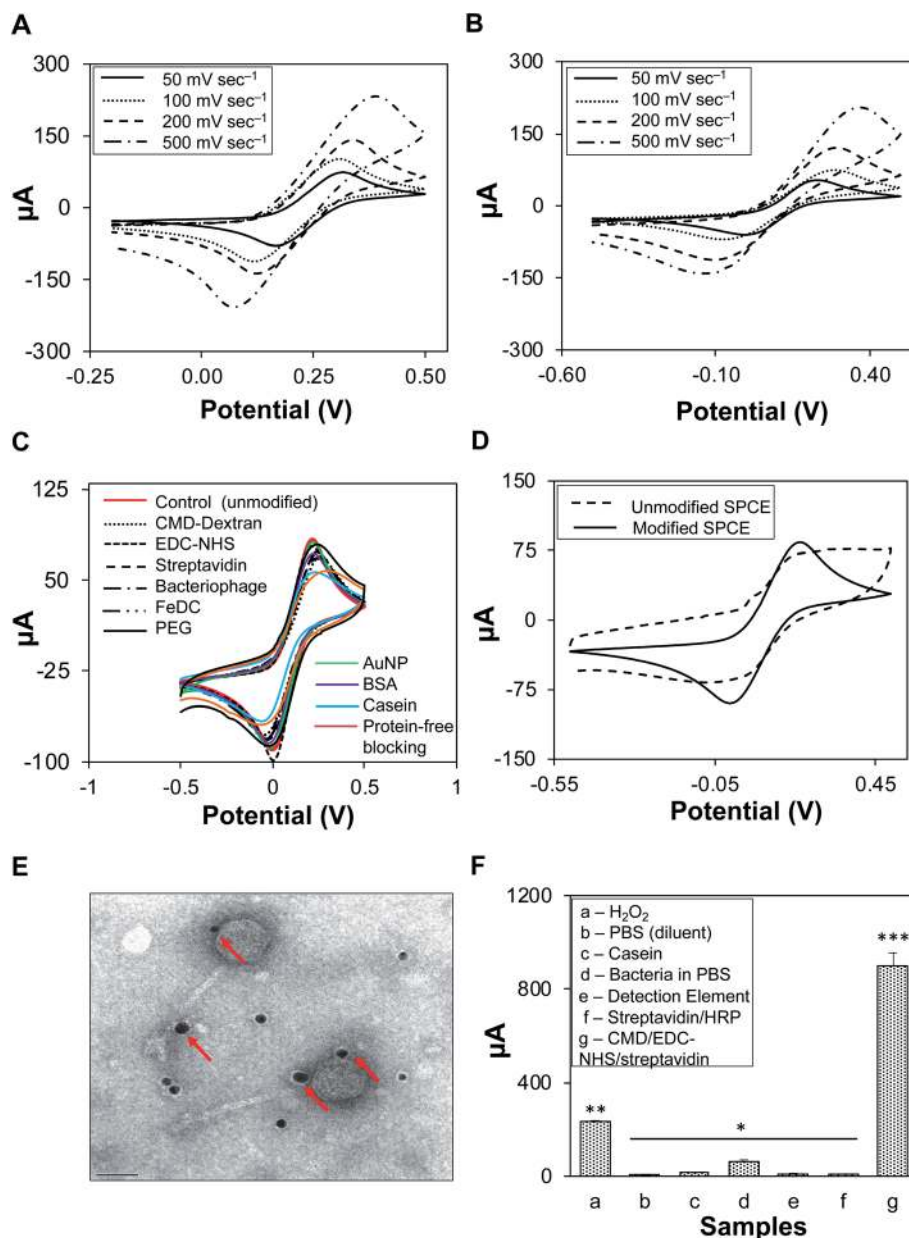 A
300
150
0
-150
-300
µA
50 mV sec⁻¹
100 mV sec⁻¹
200 mV sec⁻¹
500 mV sec⁻¹
-0.25
0.00
0.25
0.50
Potential (V)
B
300
150
0
-150
-300
µA
50 mV sec⁻¹
100 mV sec⁻¹
200 mV sec⁻¹
500 mV sec⁻¹
-0.60
-0.10
0.40
Potential (V)
C
125
50
-25
-100
µA
Control (unmodified)
CMD-Dextran
EDC-NHS
Streptavidin
Bacteriophage
FeDC
PEG
AuNP
BSA
Casein
Protein-free
blocking
-1
-0.5
0
0.5
1
Potential (V)
D
150
75
0
-75
-150
µA
Unmodified SPCE
Modified SPCE
-0.55
-0.05
0.45
Potential (V)
E
F
1200
800
400
0
µA
a – H₂O₂
b – PBS (diluent)
c – Casein
d – Bacteria in PBS
e – Detection Element
f – Streptavidin/HRP
g – CMD/EDC-
NHS/streptavidin
**
*
***
a b c d e f g
Samples